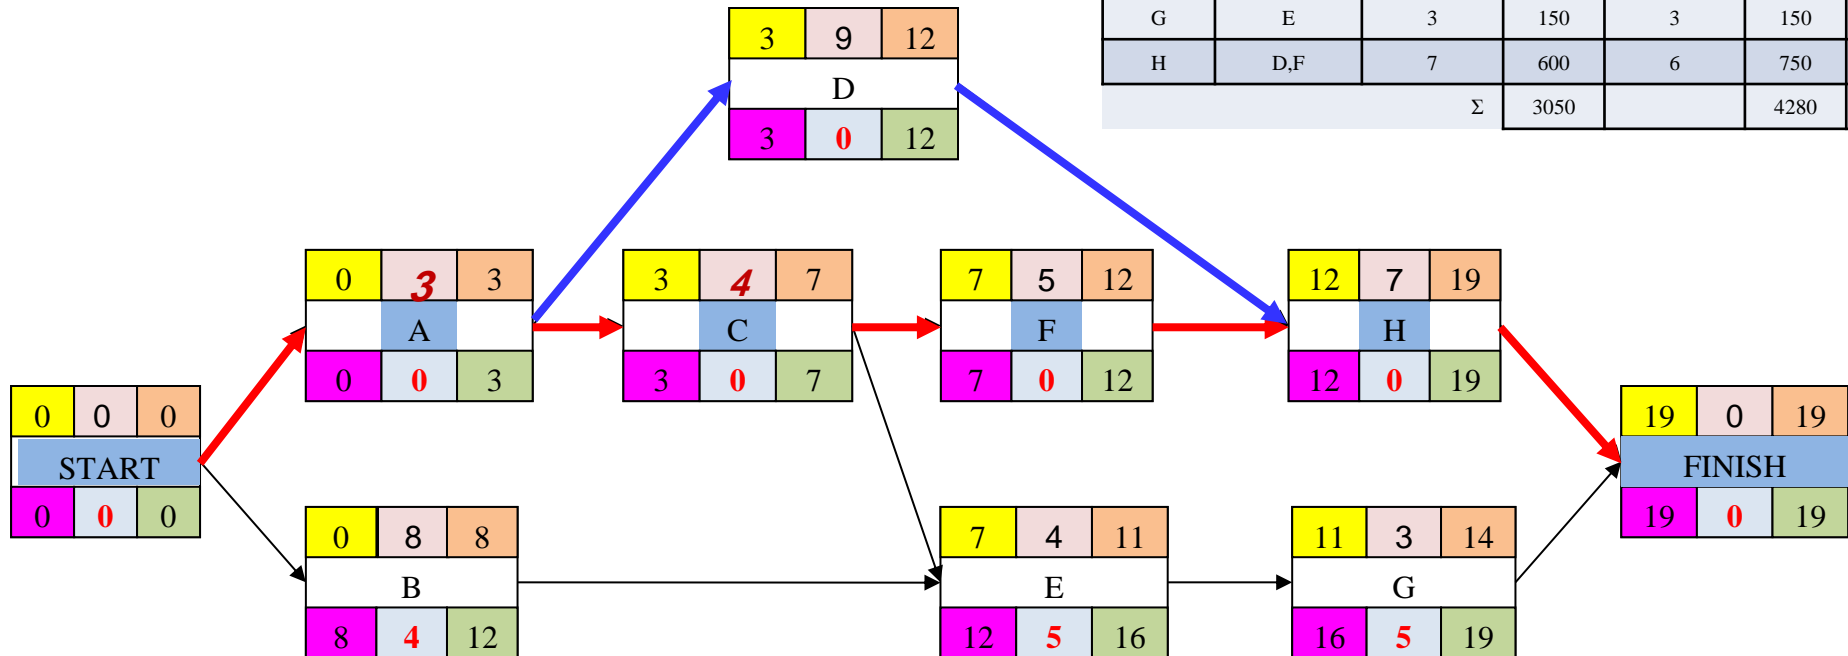 G E 3 150 3 150
H D,F 7 600 6 750
Σ 3050 4280
3 9 12
D
3 0 12
0 3 3
A
0 0 3
3 4 7
C
3 0 7
7 5 12
F
7 0 12
12 7 19
H
12 0 19
0 0 0
START
0 0 0
19 0 19
FINISH
19 0 19
0 8 8
B
8 4 12
7 4 11
E
12 5 16
11 3 14
G
16 5 19